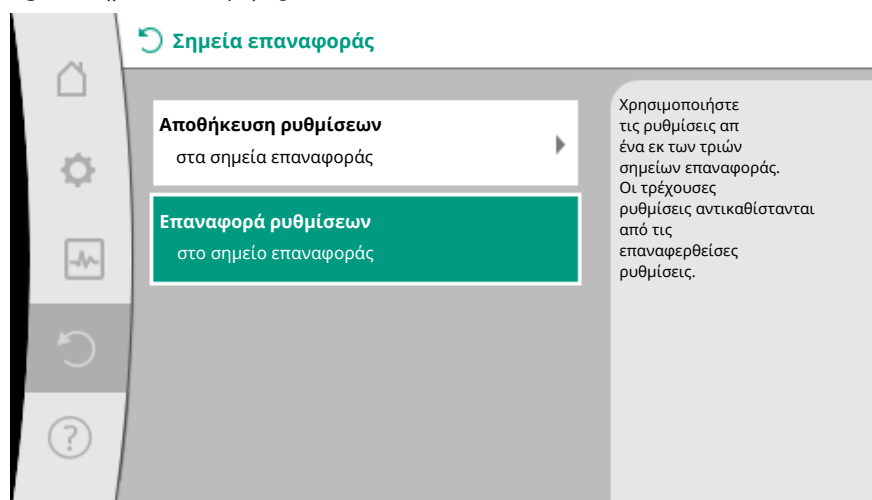 Σημεία επαναφοράς
Αποθήκευση ρυθμίσεων
στα σημεία επαναφοράς
Επαναφορά ρυθμίσεων
στο σημείο επαναφοράς
Χρησιμοποιήστε
τις ρυθμίσεις απ
ένα εκ των τριών
σημείων επαναφοράς.
Οι τρέχουσες
ρυθμίσεις αντικαθίστανται
από τις
επαναφερθείσες
ρυθμίσεις.
?